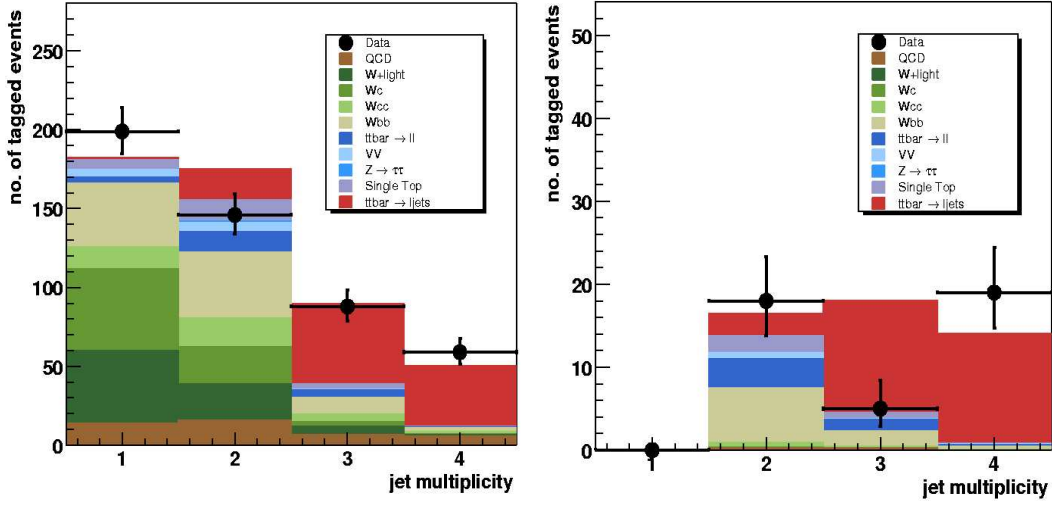 no. of tagged events
250
200
150
100
50
0
Data
QCD
W+light
Wc
Wcc
Wbb
ttbar → ll
VV
Z → ττ
Single Top
ttbar → ljets
1 2 3 4
jet multiplicity
no. of tagged events
50
40
30
20
10
0
Data
QCD
W+light
Wc
Wcc
Wbb
ttbar → ll
VV
Z → ττ
Single Top
ttbar → ljets
1 2 3 4
jet multiplicity